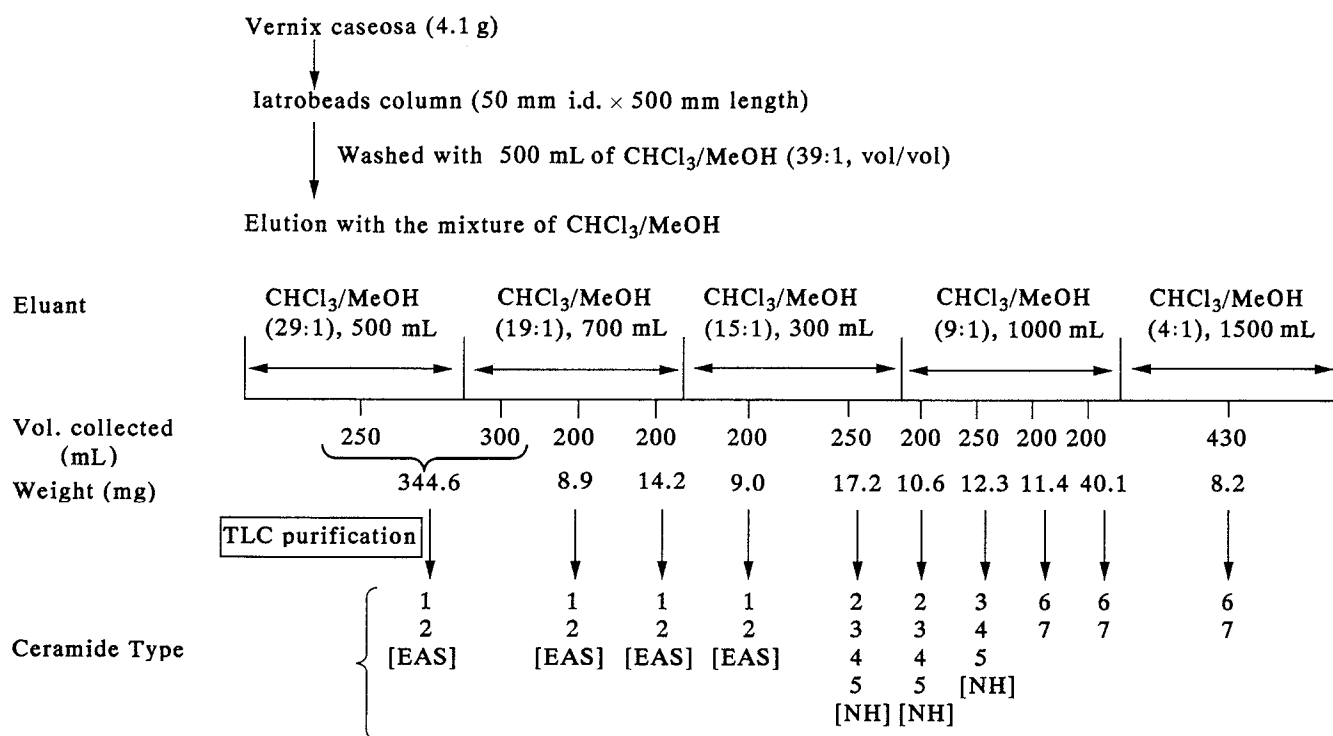 Vernix caseosa (4.1 g)
Iatrobeads column (50 mm i.d. × 500 mm length)
Washed with 500 mL of CHCl₃/MeOH (39:1, vol/vol)
Elution with the mixture of CHCl₃/MeOH
Eluant
CHCl₃/MeOH CHCl₃/MeOH CHCl₃/MeOH CHCl₃/MeOH CHCl₃/MeOH
(29:1), 500 mL (19:1), 700 mL (15:1), 300 mL (9:1), 1000 mL (4:1), 1500 mL
Vol. collected
(mL)
250 300 200 200 200 250 200 250 200 200 430
Weight (mg) 344.6 8.9 14.2 9.0 17.2 10.6 12.3 11.4 40.1 8.2
TLC purification
Ceramide Type
1 1 1 1 2 2 3 6 6 6
2 2 2 2 3 3 4 7 7 7
[EAS] [EAS] [EAS] [EAS] 4 4 5
5 5 [NH]
[NH] [NH]